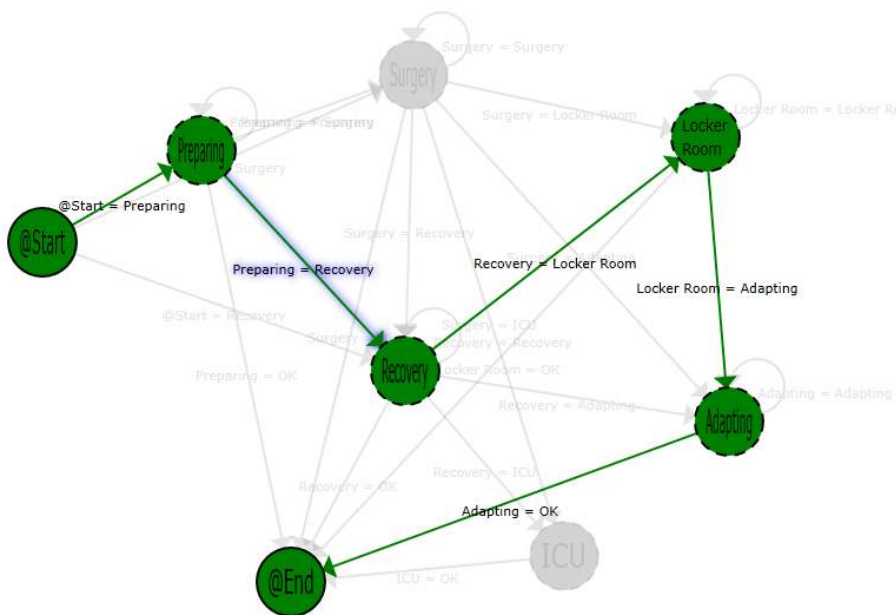 Surgery = Surgery
Surgery
Surgery = Locker Room
Locker Room = Locker Ro
Locker
Room
Preparing
Surgery
@Start = Preparing
@Start
Surgery = Recovery
Preparing = Recovery
Recovery = Locker Room
Locker Room = Adapting
@Start = Recovery
Surgery = ICU
Recovery = Recovery
Surgery
Locker Room = OK
Recovery
Preparing = OK
Adapting = Adapting
Recovery = Adapting
Adapting
Recovery = ICU
Recovery = OK
Adapting = OK
ICU
@End
ICU = OK